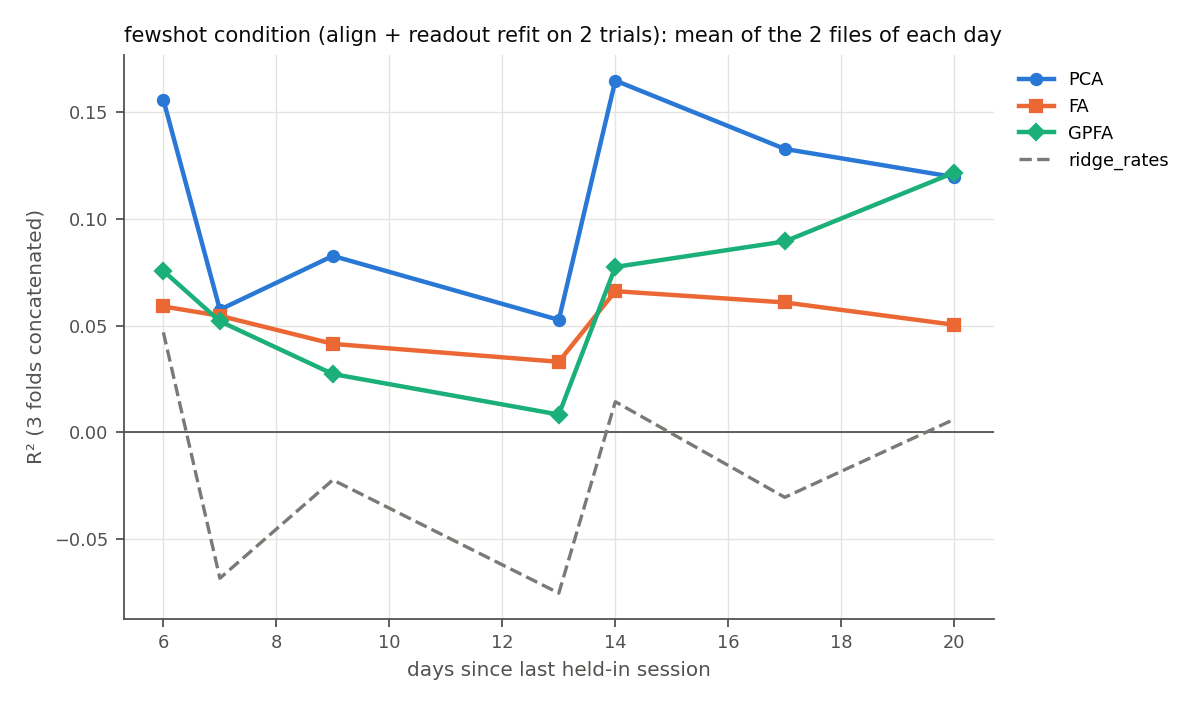 fewshot condition (align + readout refit on 2 trials): mean of the 2 files of each day
PCA
FA
GPFA
ridge_rates
R² (3 folds concatenated)
0.15
0.10
0.05
0.00
−0.05
6
8
10
12
14
16
18
20
days since last held-in session